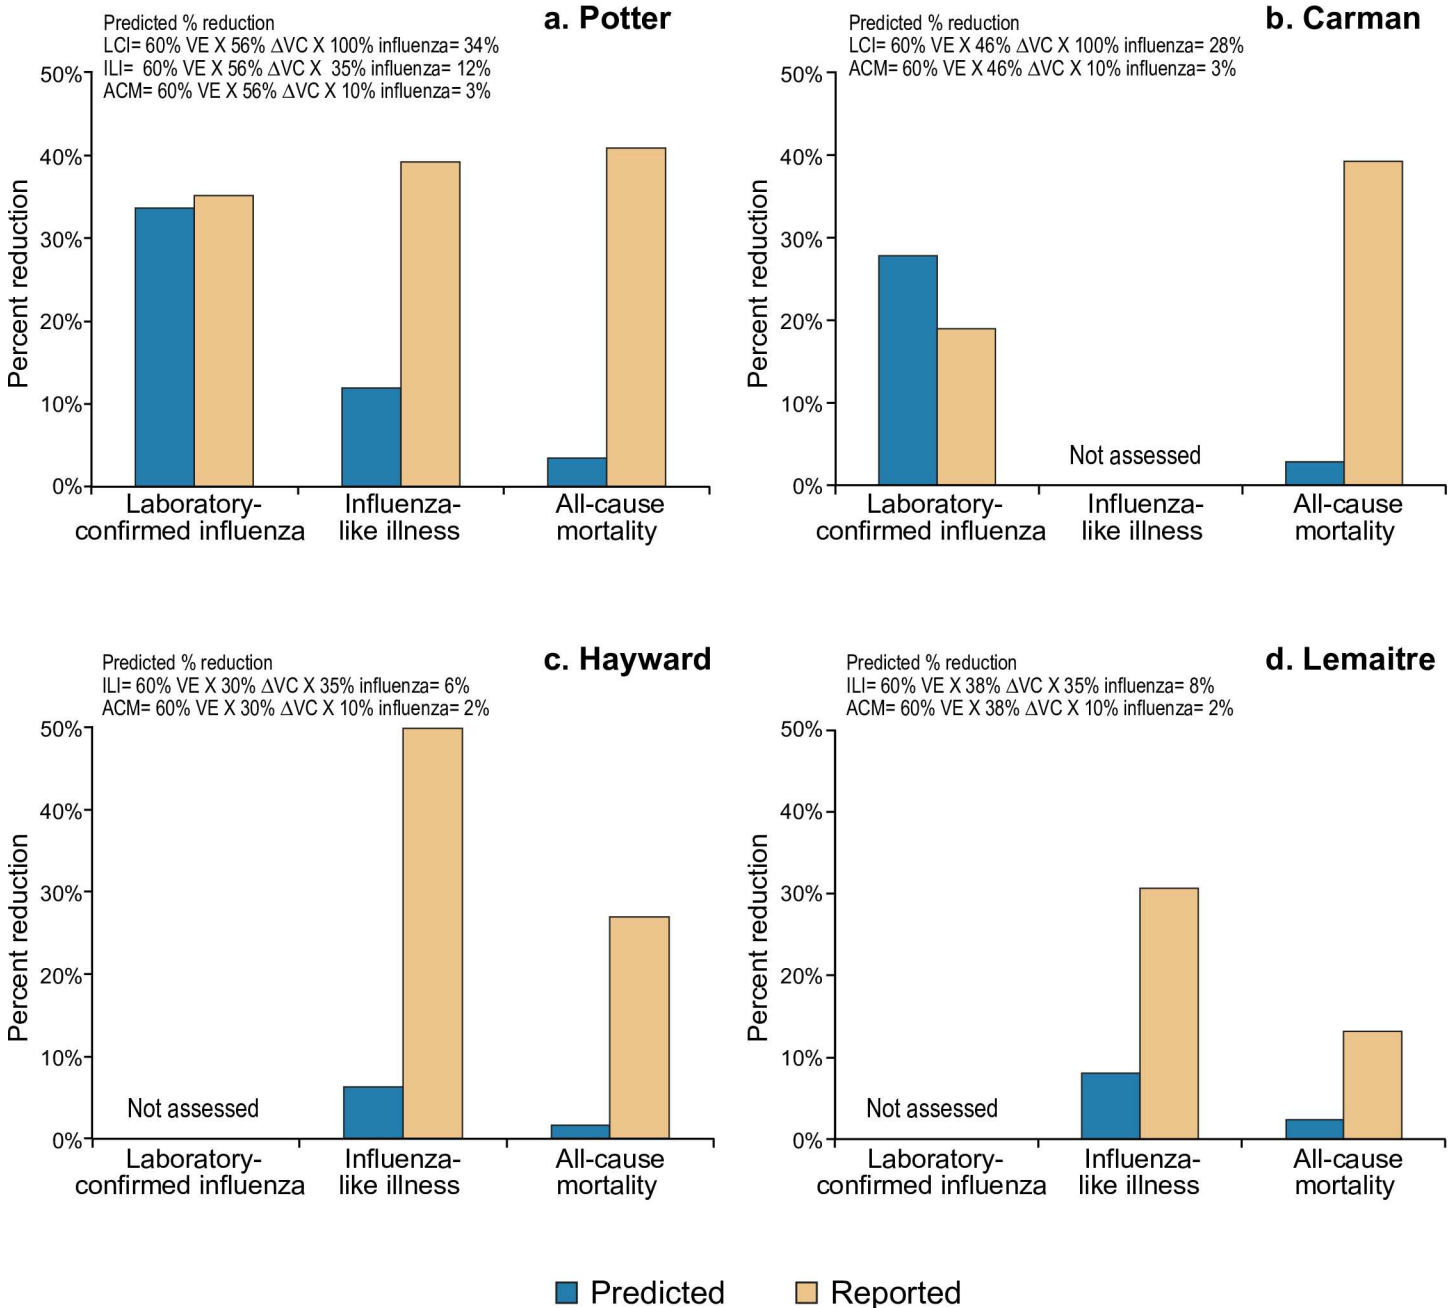 a. Potter
Predicted % reduction
LCI= 60% VE X 56% ΔVC X 100% influenza= 34%
ILI= 60% VE X 56% ΔVC X 35% influenza= 12%
ACM= 60% VE X 56% ΔVC X 10% influenza= 3%
Percent reduction
50%
40%
30%
20%
10%
0%
Laboratory-
confirmed influenza
Influenza-
like illness
All-cause
mortality
b. Carman
Predicted % reduction
LCI= 60% VE X 46% ΔVC X 100% influenza= 28%
ACM= 60% VE X 46% ΔVC X 10% influenza= 3%
Percent reduction
50%
40%
30%
20%
10%
0%
Not assessed
Laboratory-
confirmed influenza
Influenza-
like illness
All-cause
mortality
c. Hayward
Predicted % reduction
ILI= 60% VE X 30% ΔVC X 35% influenza= 6%
ACM= 60% VE X 30% ΔVC X 10% influenza= 2%
Percent reduction
50%
40%
30%
20%
10%
0%
Not assessed
Laboratory-
confirmed influenza
Influenza-
like illness
All-cause
mortality
d. Lemaitre
Predicted % reduction
ILI= 60% VE X 38% ΔVC X 35% influenza= 8%
ACM= 60% VE X 38% ΔVC X 10% influenza= 2%
Percent reduction
50%
40%
30%
20%
10%
0%
Not assessed
Laboratory-
confirmed influenza
Influenza-
like illness
All-cause
mortality
Predicted
Reported